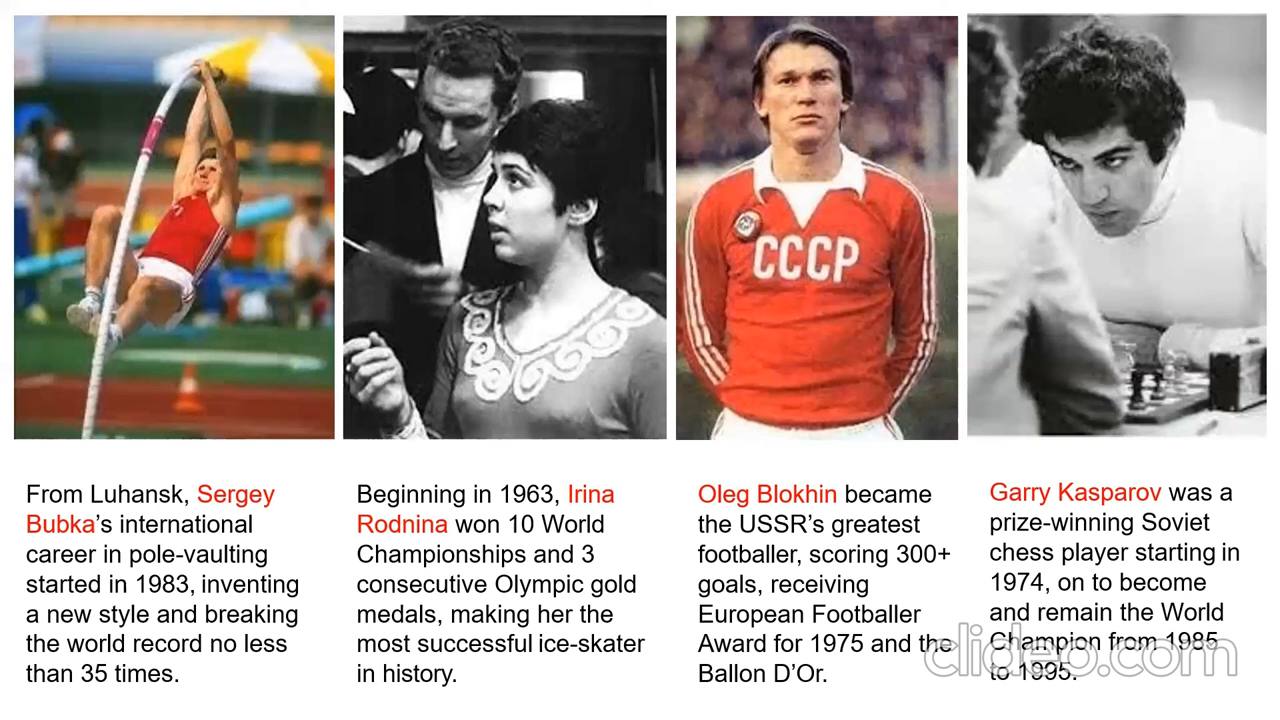 CCCP
From Luhansk, Sergey
Bubka's international
career in pole-vaulting
started in 1983, inventing
a new style and breaking
the world record no less
than 35 times.
Beginning in 1963, Irina
Rodnina won 10 World
Championships and 3
consecutive Olympic gold
medals, making her the
most successful ice-skater
in history.
Oleg Blokhin became
the USSR's greatest
footballer, scoring 300+
goals, receiving
European Footballer
Award for 1975 and the
Ballon D'Or.
Garry Kasparov was a
prize-winning Soviet
chess player starting in
1974, on to become
and remain the World
Champion from 1985
to 1995.
clideo.com